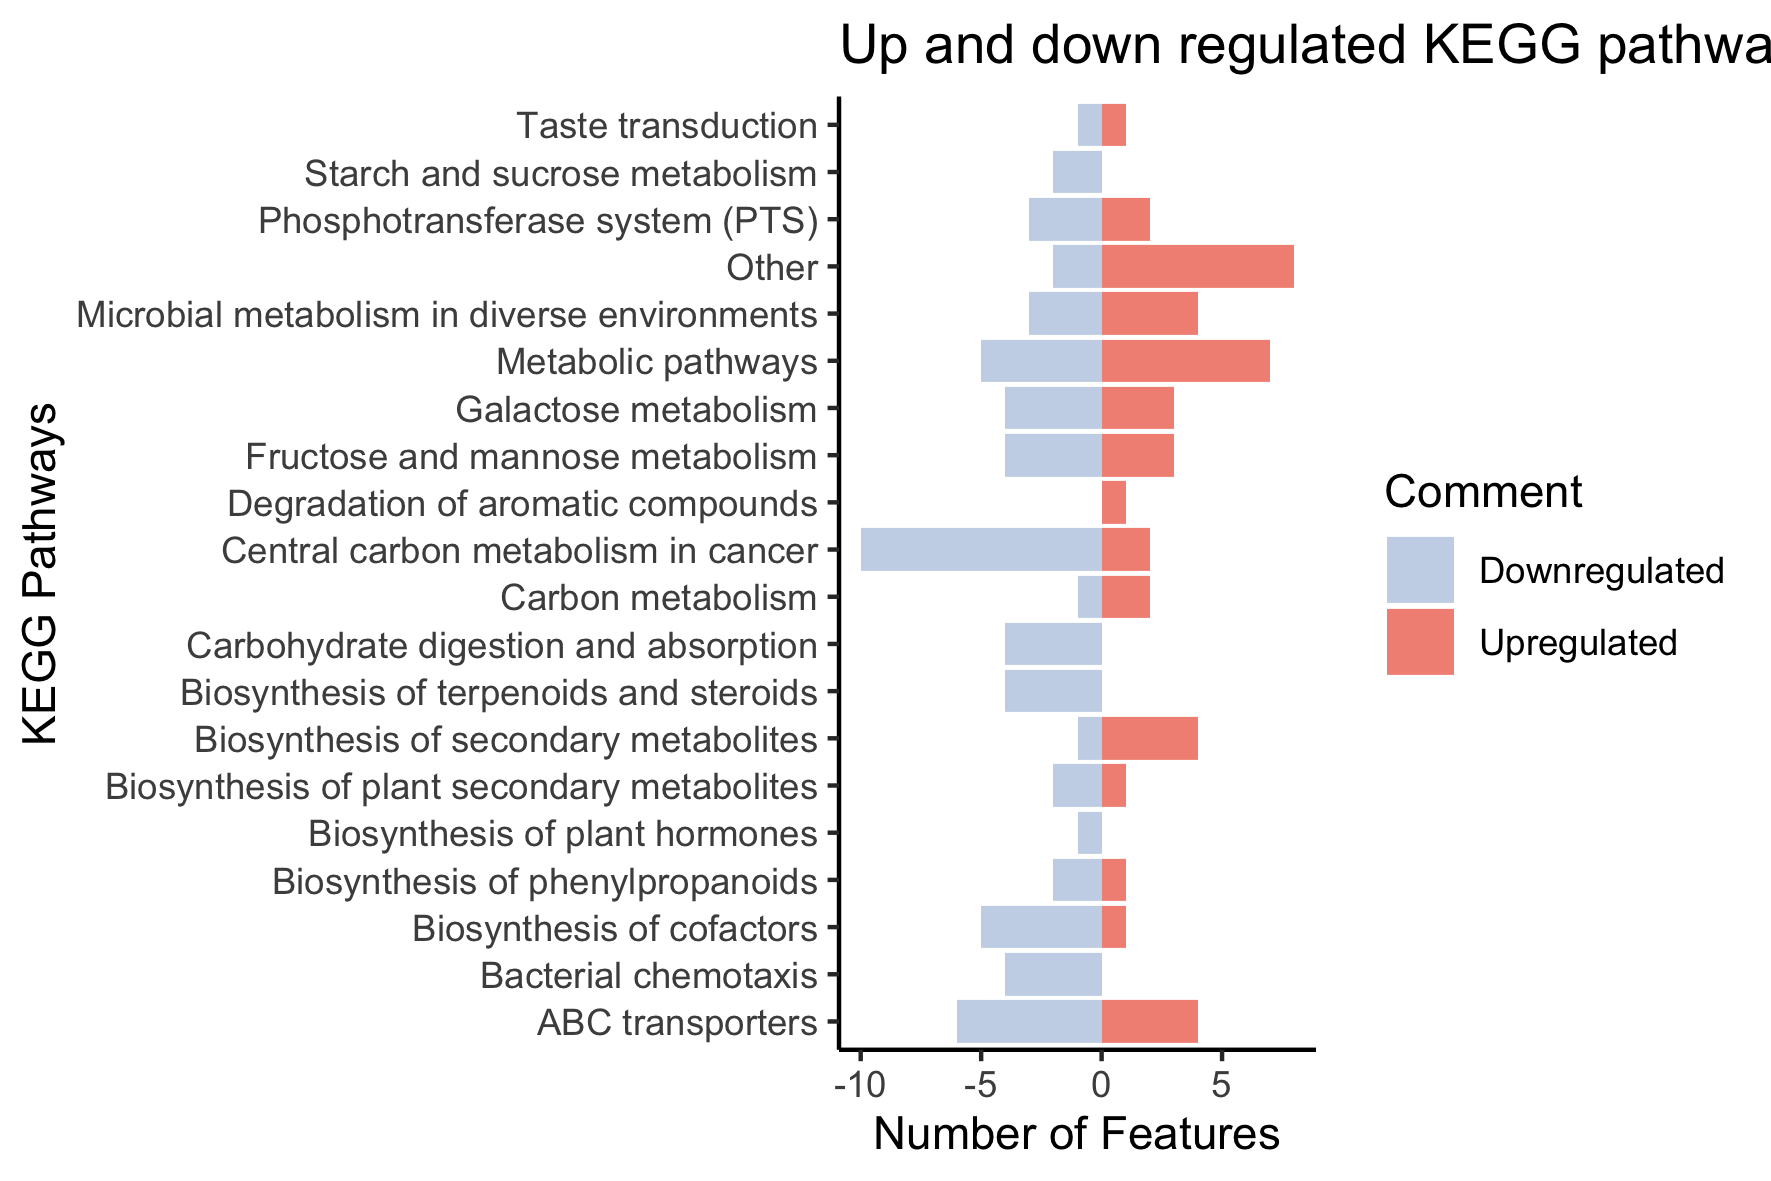 Up and down regulated KEGG pathwa
Taste transduction
Starch and sucrose metabolism
Phosphotransferase system (PTS)
Other
Microbial metabolism in diverse environments
Metabolic pathways
Galactose metabolism
Fructose and mannose metabolism
Degradation of aromatic compounds
Central carbon metabolism in cancer
Carbon metabolism
Carbohydrate digestion and absorption
Biosynthesis of terpenoids and steroids
Biosynthesis of secondary metabolites
Biosynthesis of plant secondary metabolites
Biosynthesis of plant hormones
Biosynthesis of phenylpropanoids
Biosynthesis of cofactors
Bacterial chemotaxis
ABC transporters
KEGG Pathways
-10 -5 0 5
Number of Features
Comment
Downregulated
Upregulated